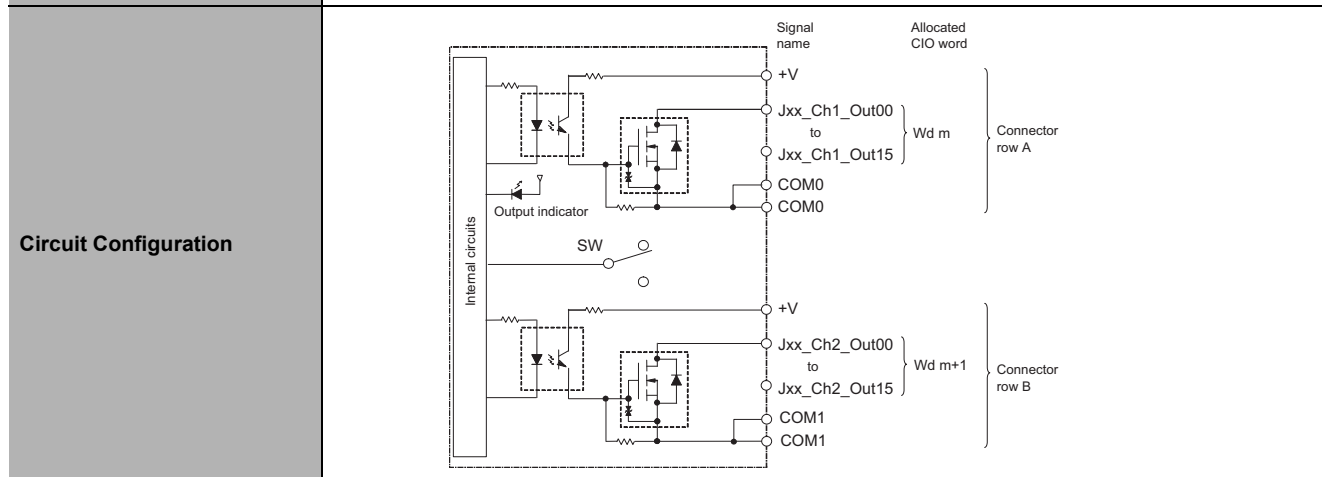 Circuit Configuration
Signal
name
Allocated
CIO word
+V
Jxx_Ch1_Out00
to
Jxx_Ch1_Out15
Wd m
Connector
row A
COM0
COM0
Output indicator
Internal circuits
SW
+V
Jxx_Ch2_Out00
to
Jxx_Ch2_Out15
Wd m+1
Connector
row B
COM1
COM1